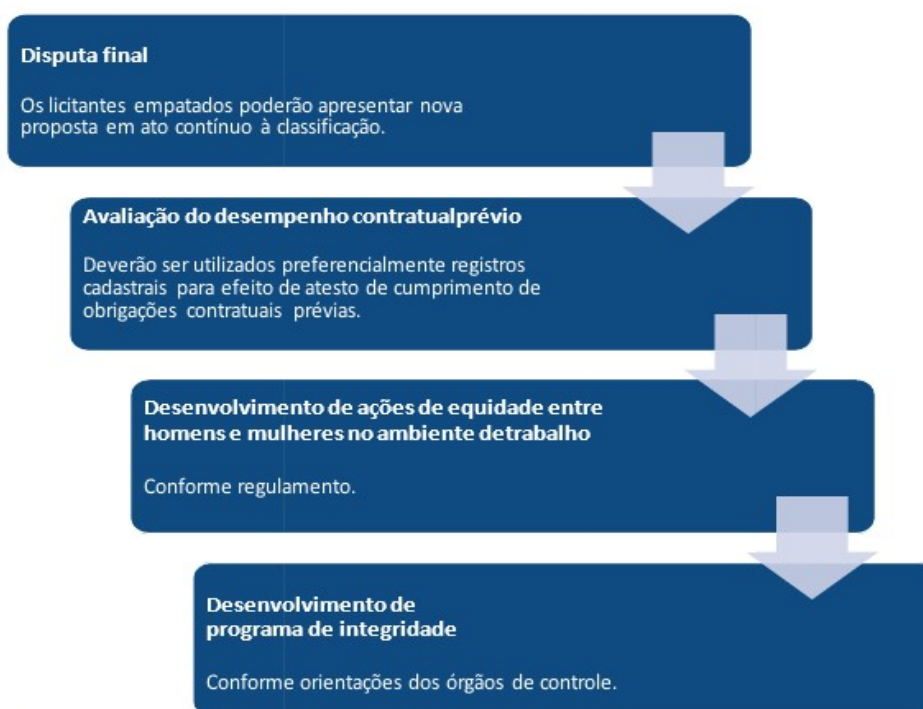 Disputa final
Os licitantes empatados poderão apresentar nova
proposta em ato contínuo à classificação.
Avaliação do desempenho contratualprévio
Deverão ser utilizados preferencialmente registros
cadastrais para efeito de atesto de cumprimento de
obrigações contratuais prévias.
Desenvolvimento de ações de equidade entre
homens e mulheres no ambiente detrabalho
Conforme regulamento.
Desenvolvimento de
programa de integridade
Conforme orientações dos órgãos de controle.